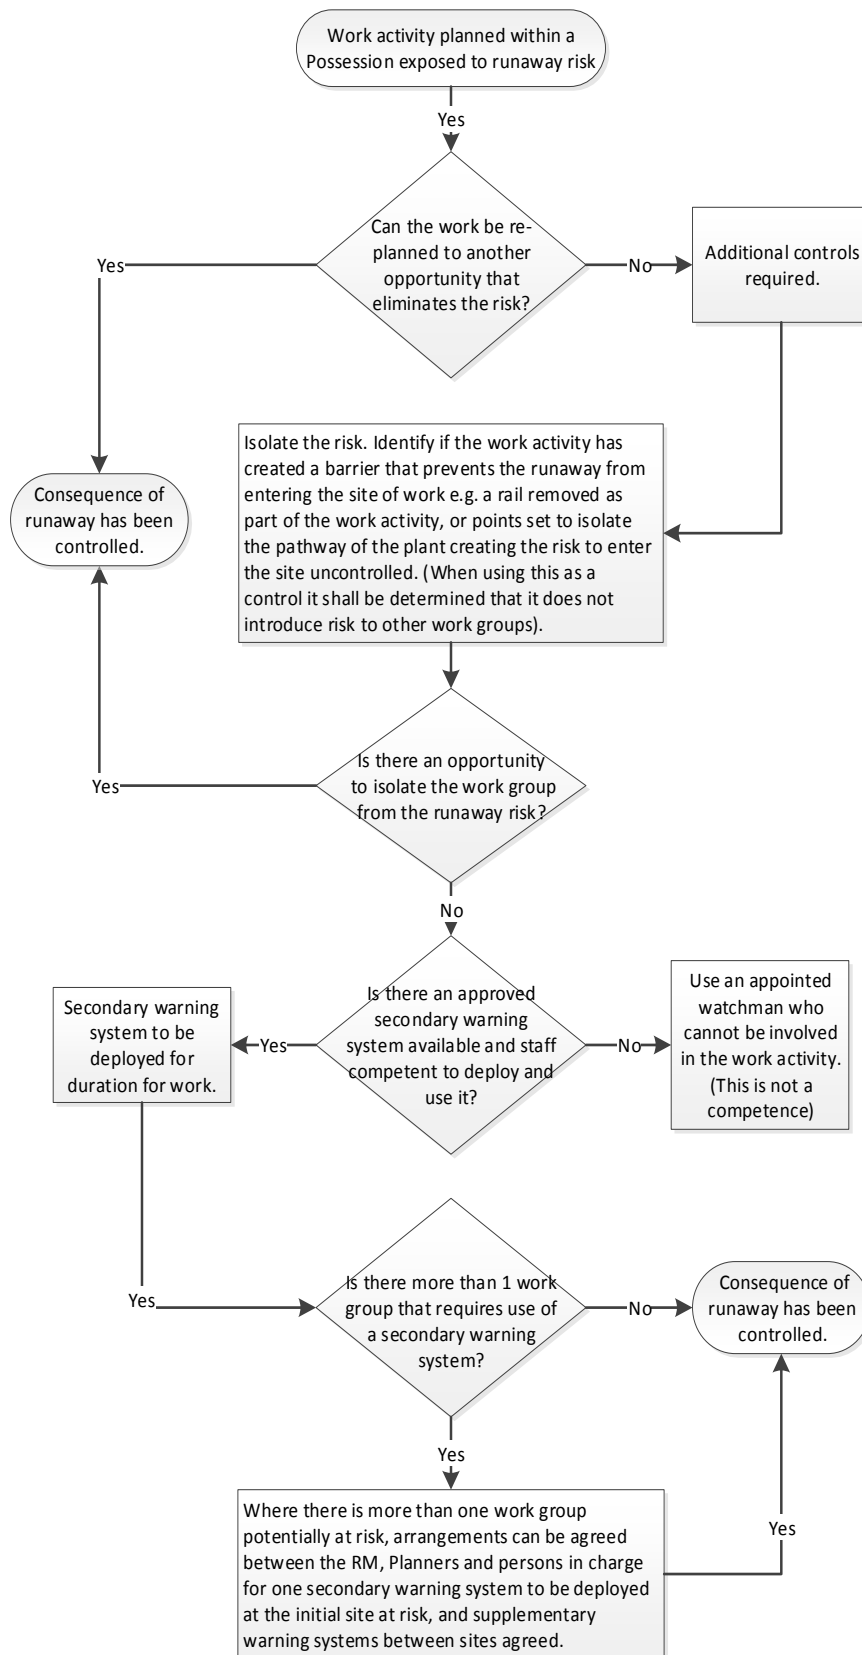 Work activity planned within a
Possession exposed to runaway risk
Yes
Can the work be re-
planned to another
opportunity that
eliminates the risk?
Yes
No
Additional controls
required.
Isolate the risk. Identify if the work activity has
created a barrier that prevents the runaway from
entering the site of work e.g. a rail removed as
part of the work activity, or points set to isolate
the pathway of the plant creating the risk to enter
the site uncontrolled. (When using this as a
control it shall be determined that it does not
introduce risk to other work groups).
Consequence of
runaway has been
controlled.
Is there an opportunity
to isolate the work group
from the runaway risk?
Yes
No
Is there an approved
secondary warning
system available and staff
competent to deploy and
use it?
Yes
No
Secondary warning
system to be
deployed for
duration for work.
Use an appointed
watchman who
cannot be involved
in the work activity.
(This is not a
competence)
Yes
Is there more than 1 work
group that requires use of
a secondary warning
system?
No
Consequence of
runaway has been
controlled.
Yes
Where there is more than one work group
potentially at risk, arrangements can be agreed
between the RM, Planners and persons in charge
for one secondary warning system to be deployed
at the initial site at risk, and supplementary
warning systems between sites agreed.
Yes